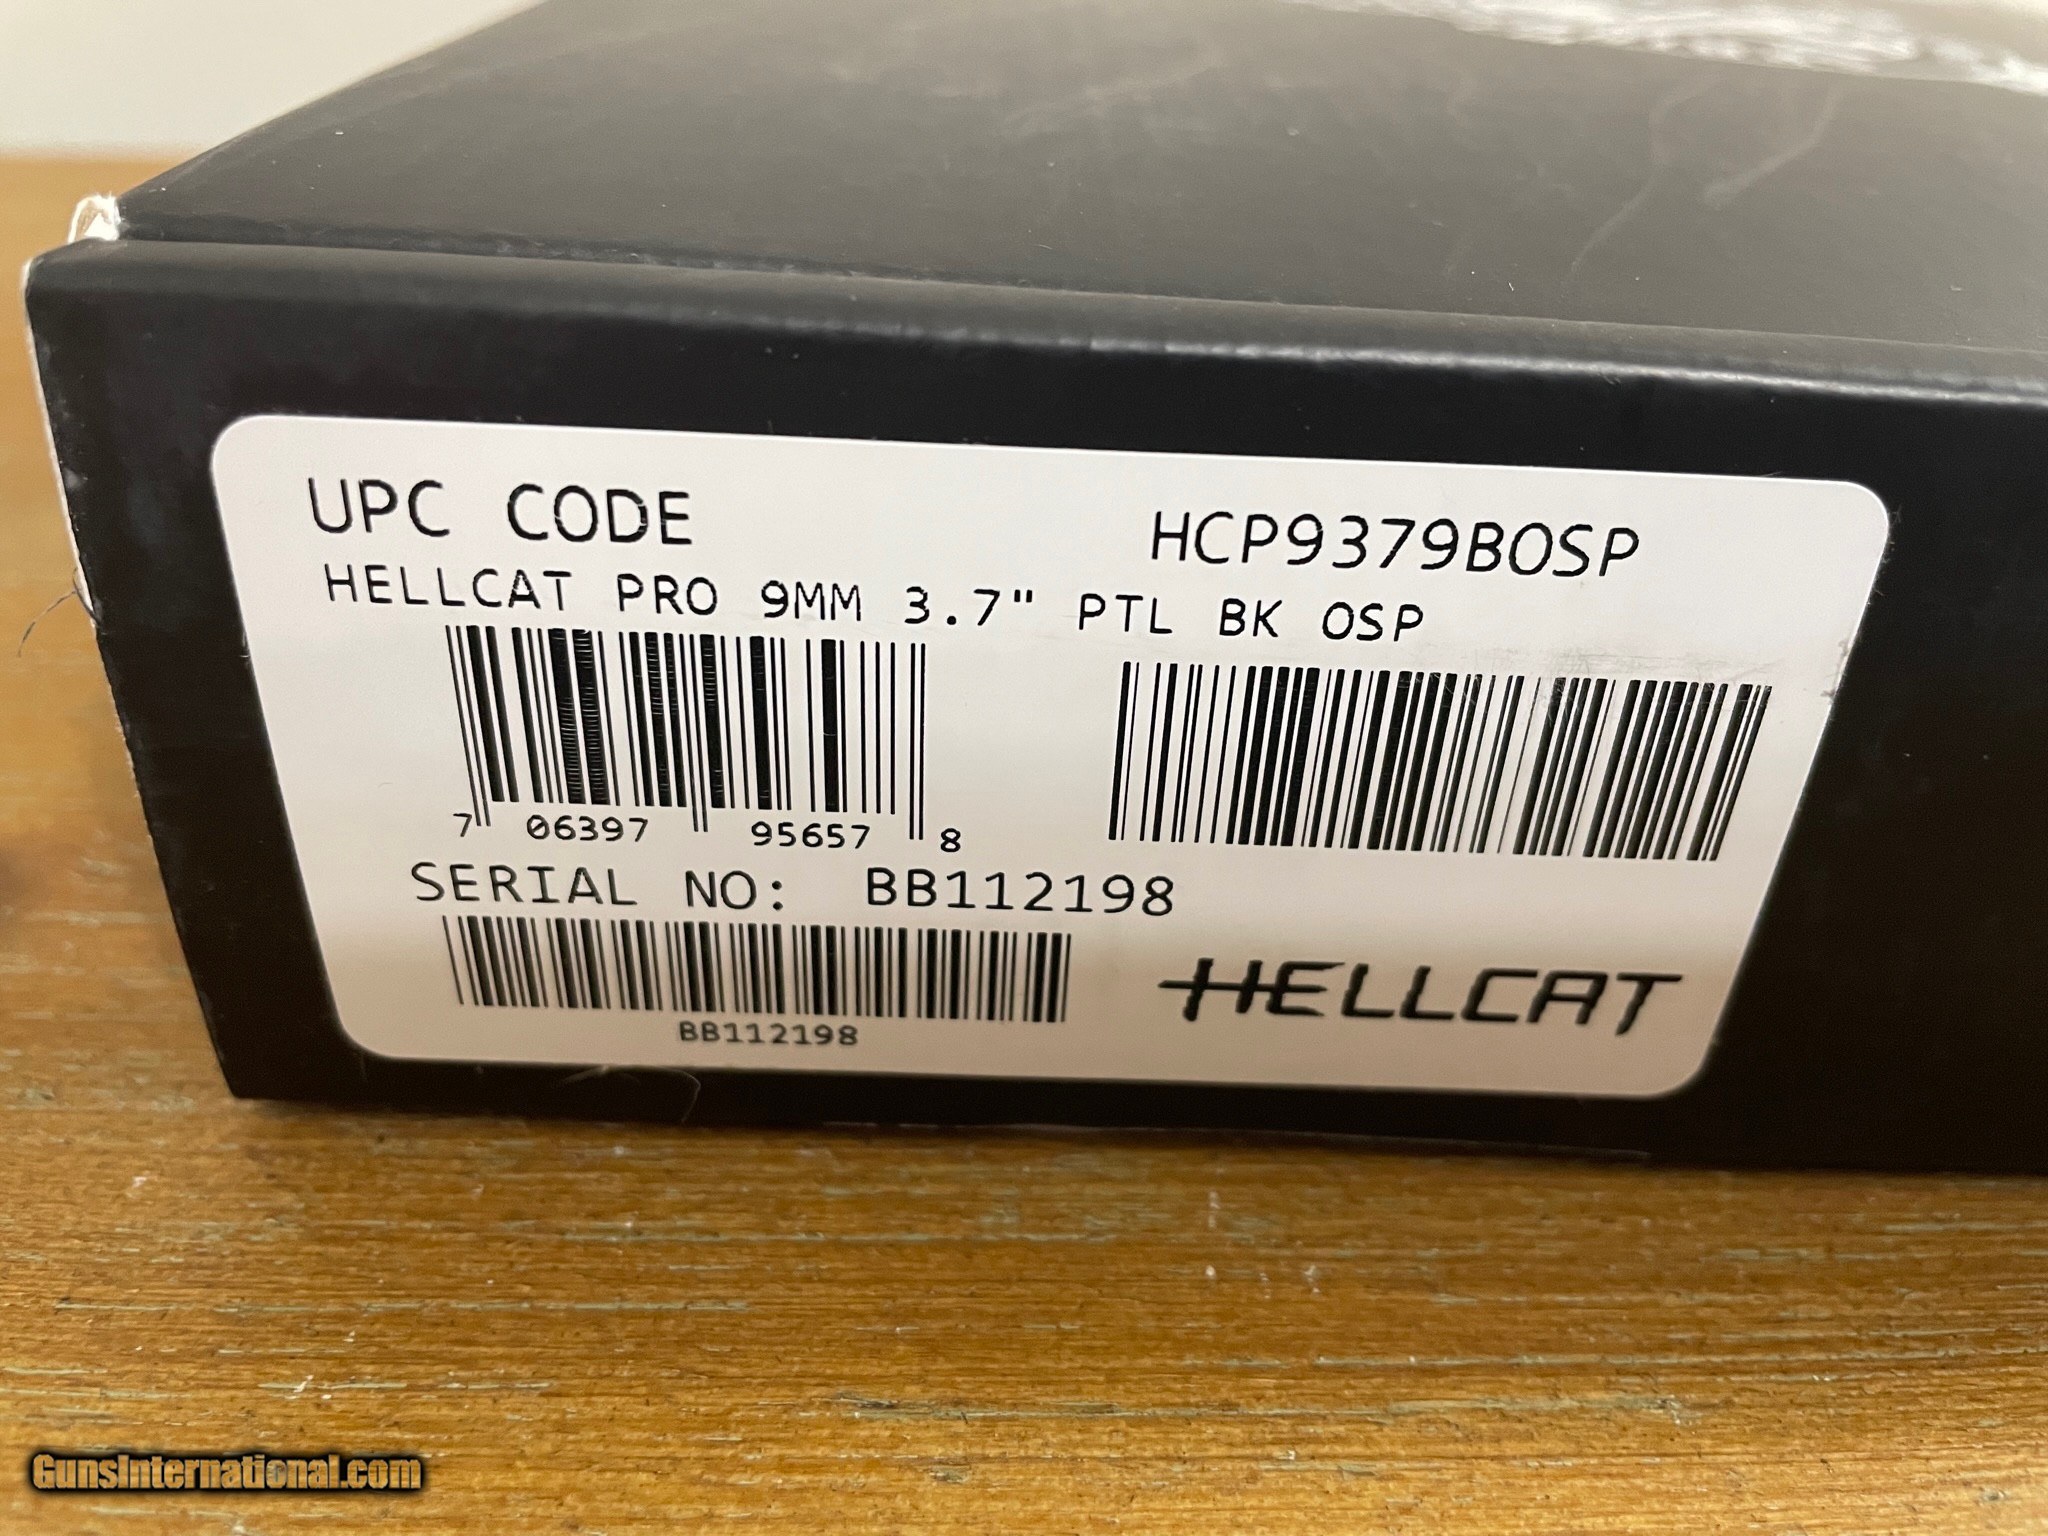 UPC CODE
HCP9379BOSP
HELLCAT PRO 9MM 3.7" PTL BK OSP
7 06397 95657 8
SERIAL NO: BB112198
BB112198
HELLCAT
GunsInternational.com